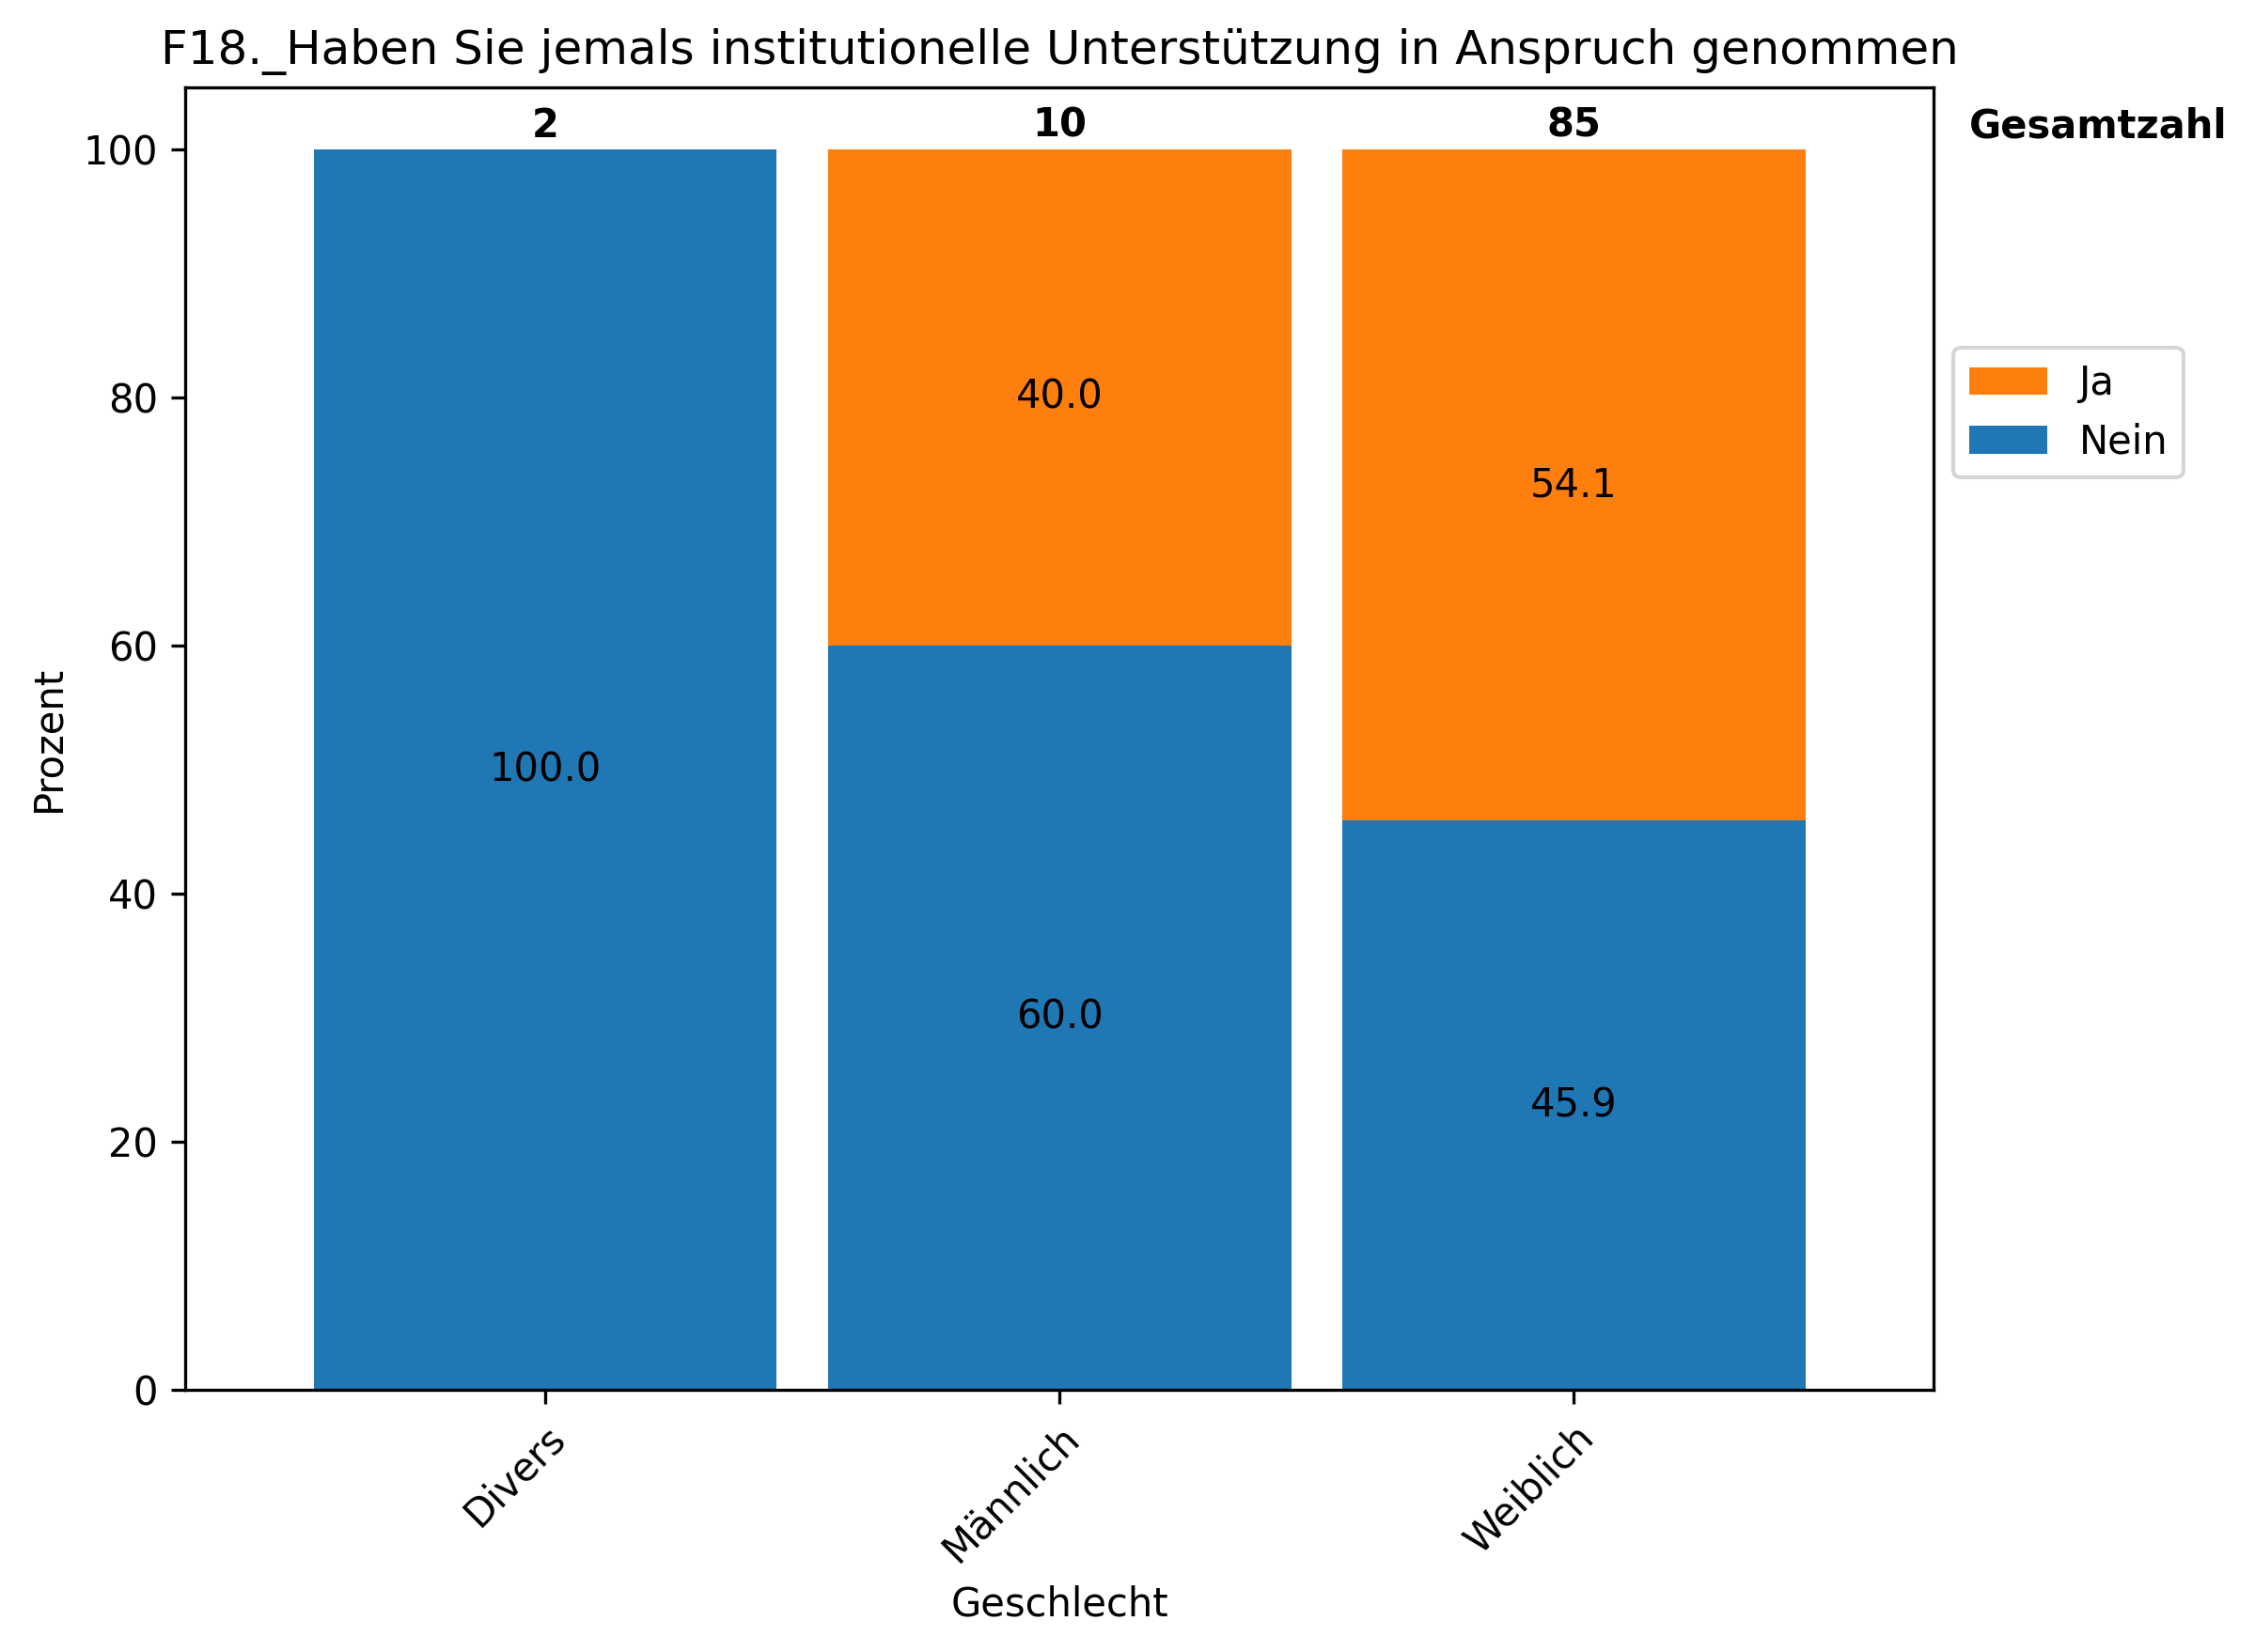 F18._Haben Sie jemals institutionelle Unterstützung in Anspruch genommen
2 10 85 Gesamtzahl
100
80
60
40
20
0
Prozent
100.0
40.0
60.0
54.1
45.9
Ja
Nein
Divers
Männlich
Weiblich
Geschlecht